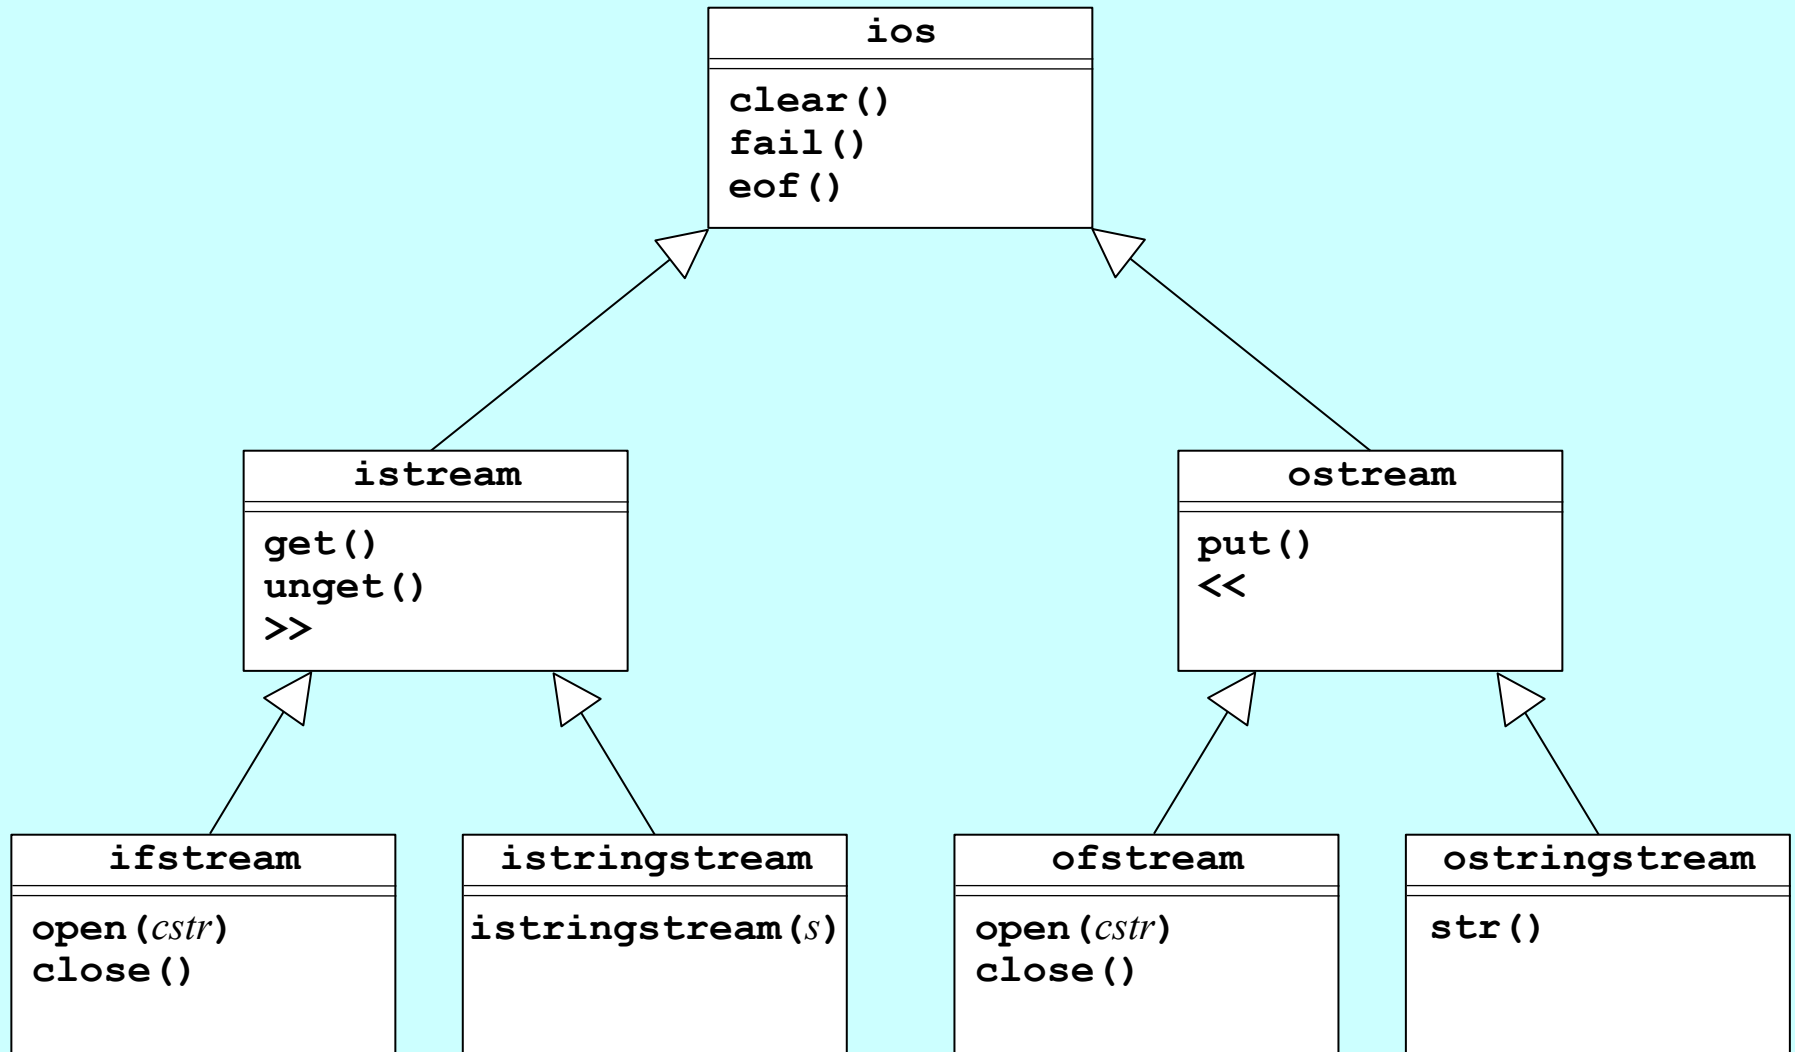 ios
clear()
fail()
eof()
istream
get()
unget()
>>
ostream
put()
<<
ifstream
open(cstr)
close()
istringstream
istringstream(s)
ofstream
open(cstr)
close()
ostringstream
str()